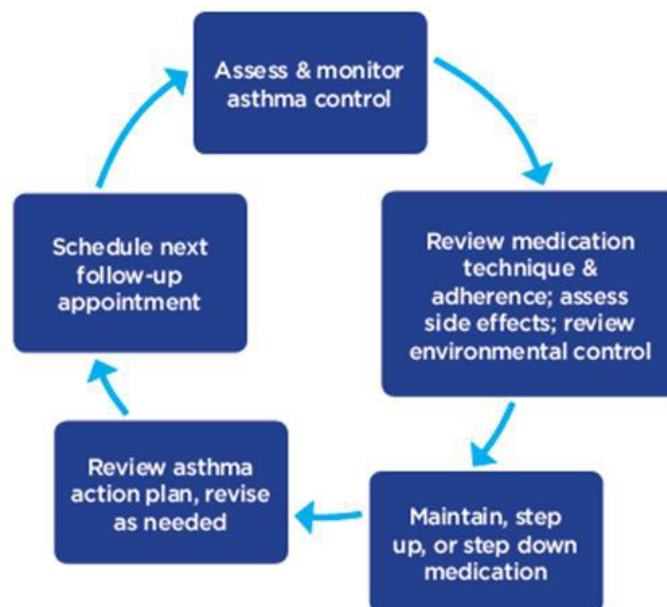 Assess & monitor
asthma control
Review medication
technique &
adherence; assess
side effects; review
environmental control
Maintain, step
up, or step down
medication
Review asthma
action plan, revise
as needed
Schedule next
follow-up
appointment